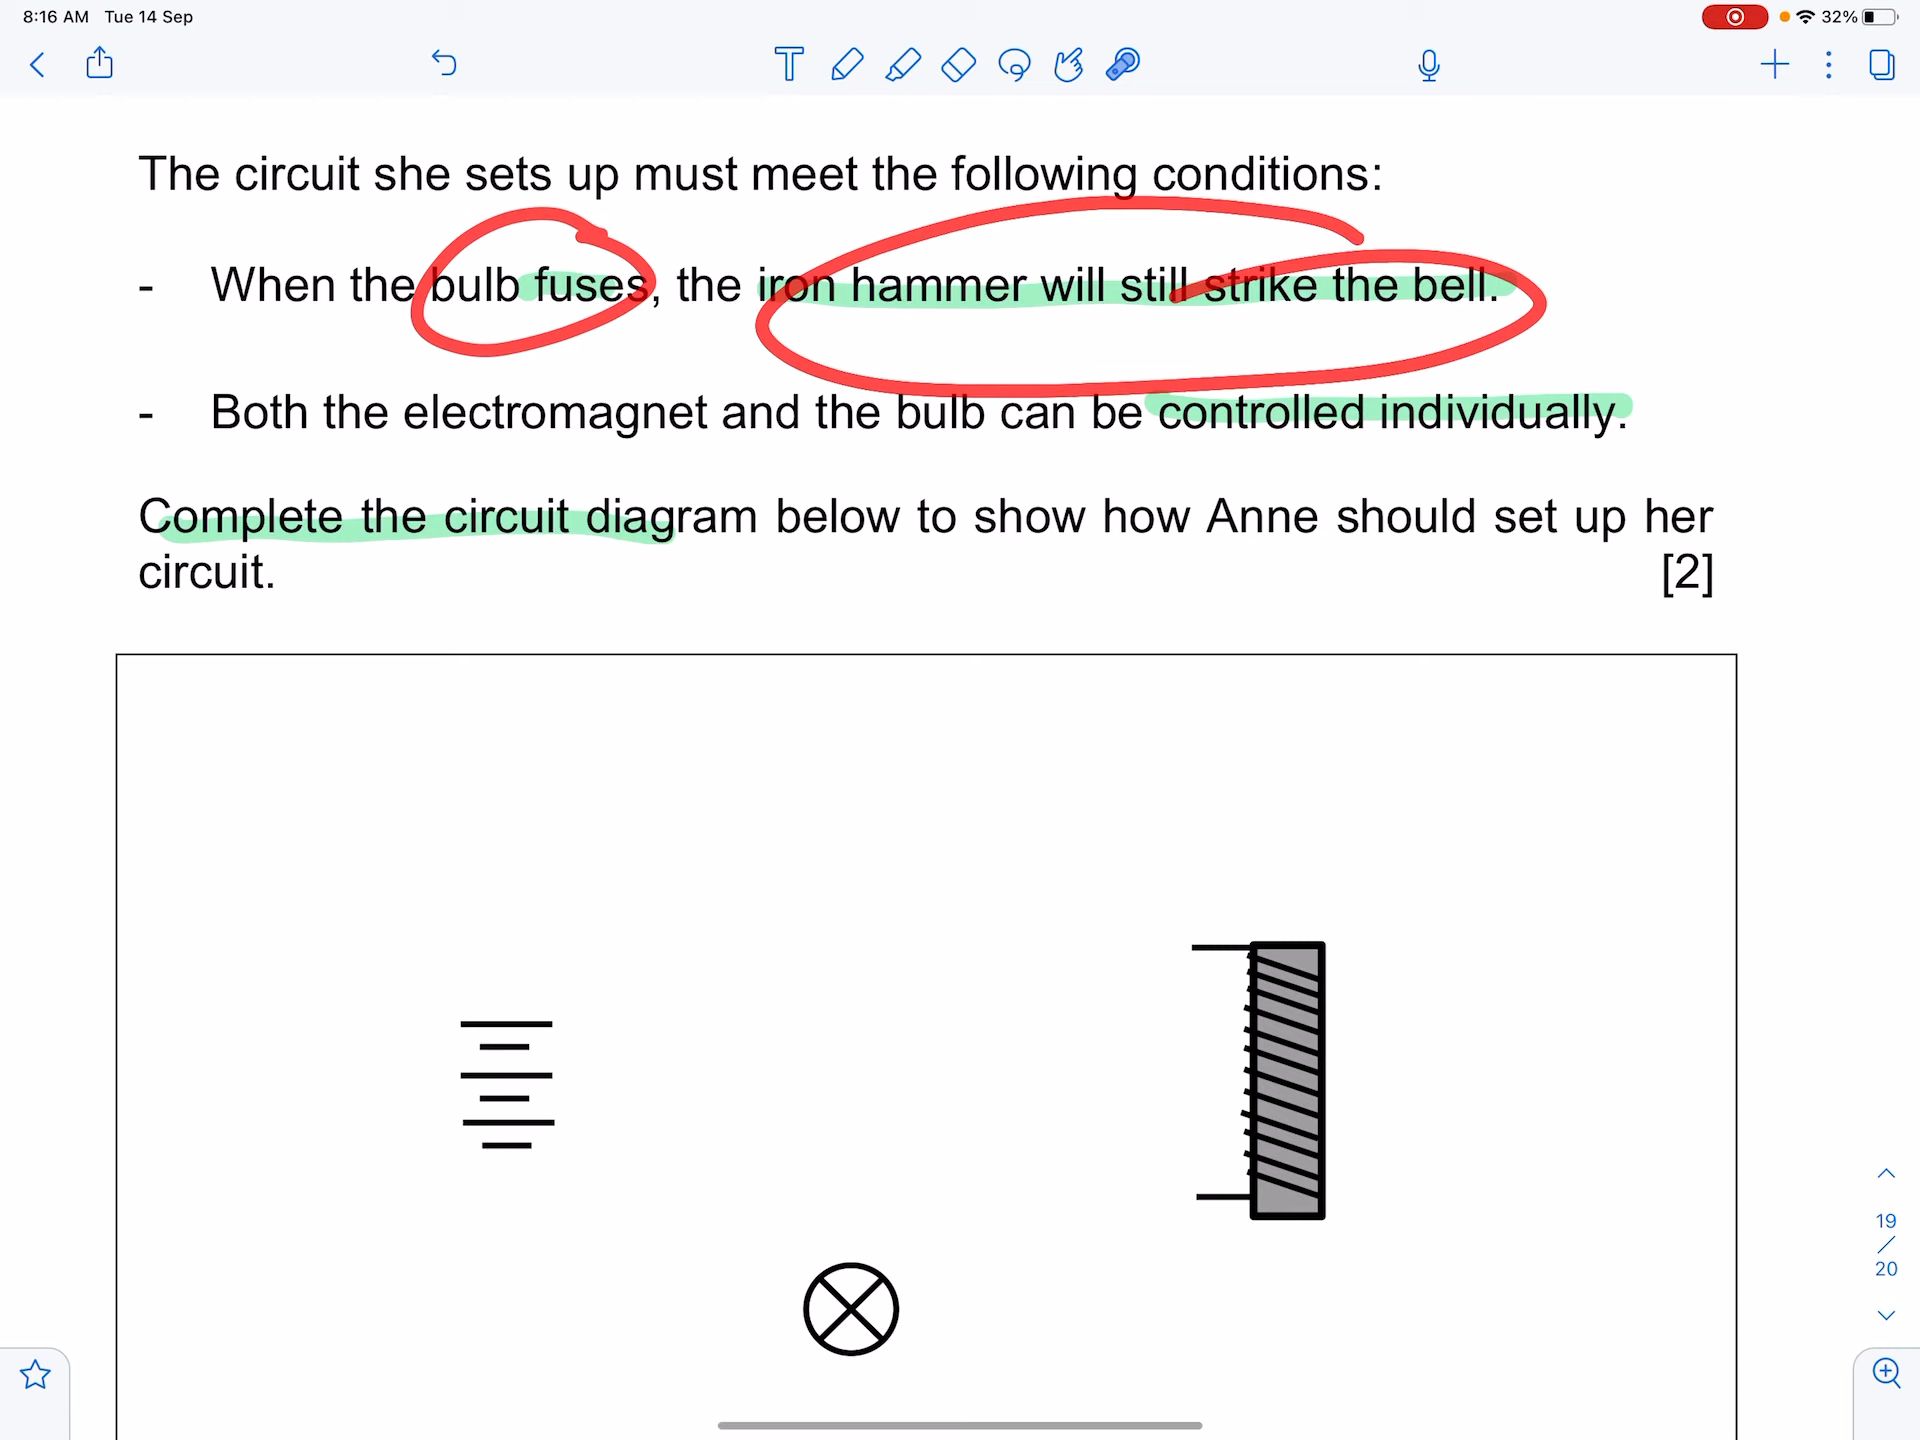 8:16 AM Tue 14 Sep
32%
The circuit she sets up must meet the following conditions:
- When the bulb fuses, the iron hammer will still strike the bell.
- Both the electromagnet and the bulb can be controlled individually.
Complete the circuit diagram below to show how Anne should set up her
circuit. [2]
19
/
20